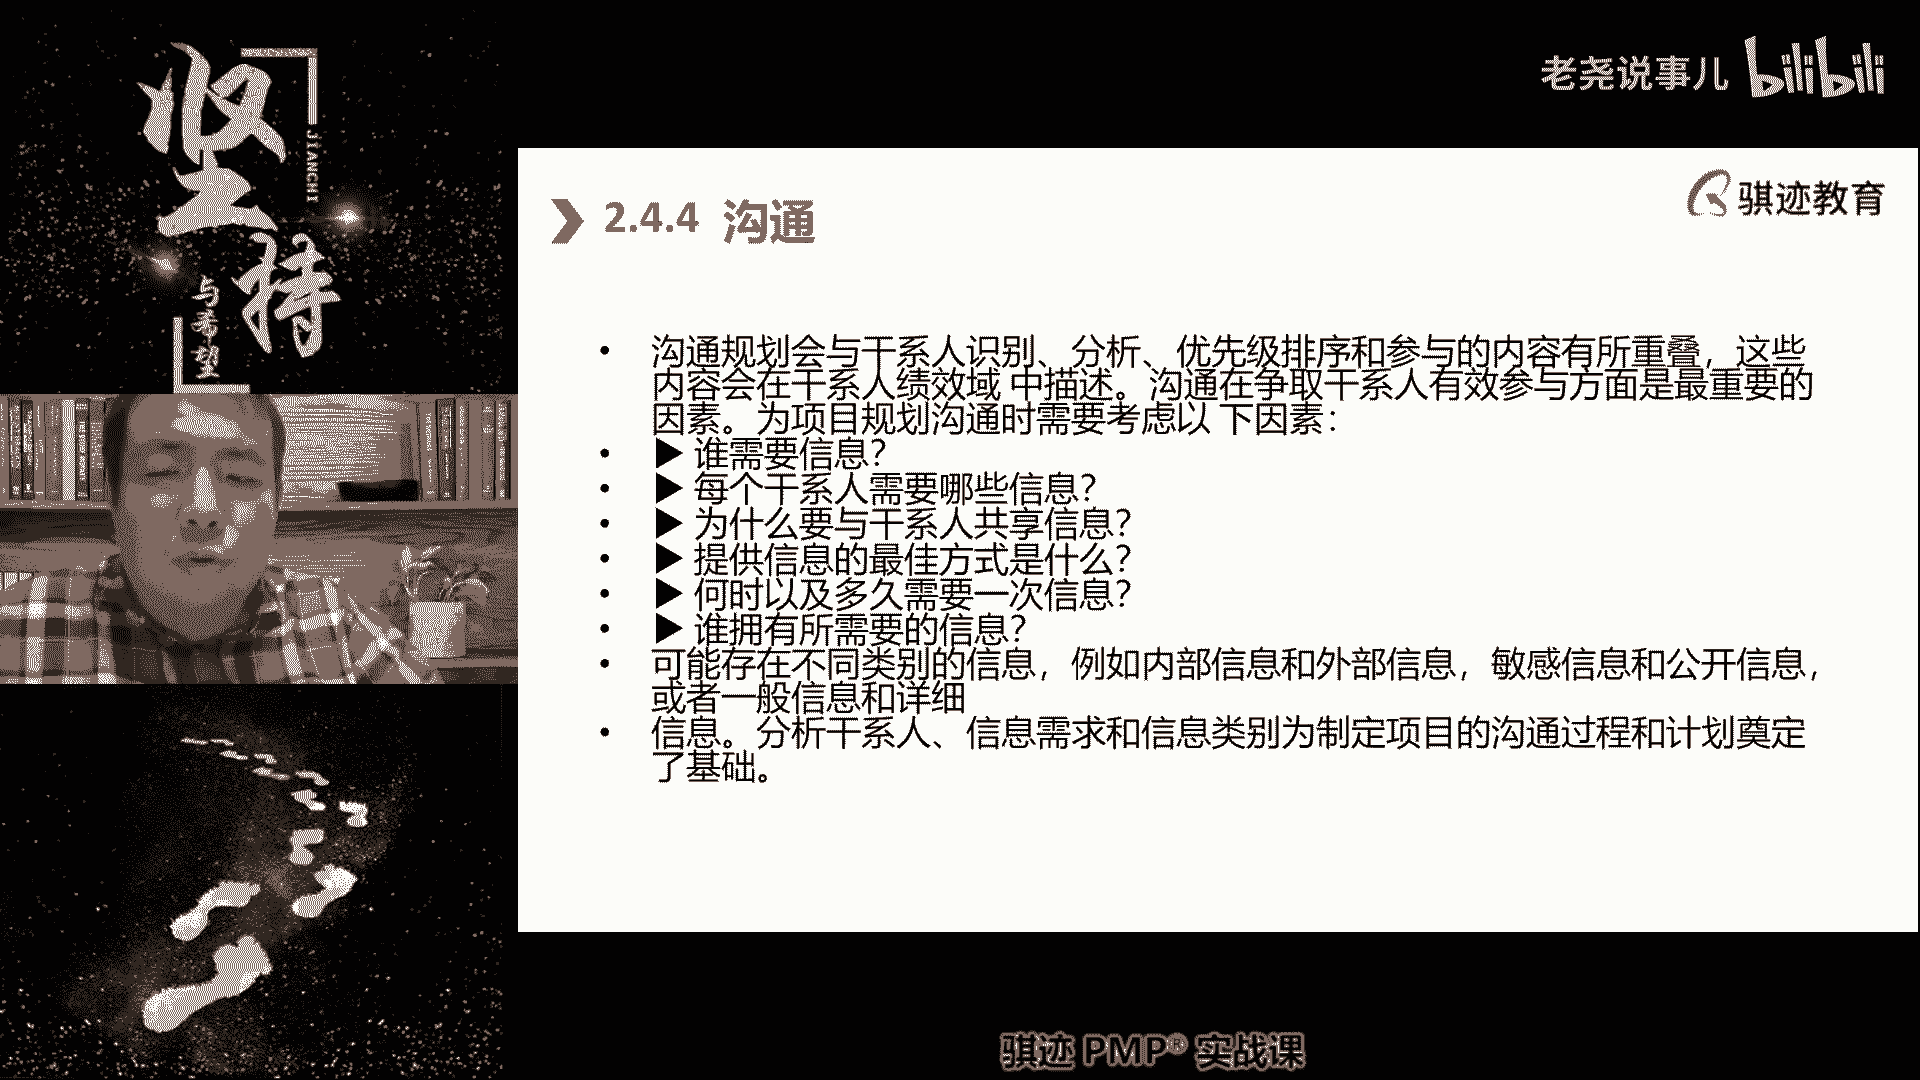 坚持
JIANCHI
与希望
老尧说事儿 bilibili
骐迹教育
2.4.4 沟通
• 沟通规划会与干系人识别、分析、优先级排序和参与的内容有所重叠，这些
内容会在干系人绩效域 中描述。沟通在争取干系人有效参与方面是最重要的
因素。为项目规划沟通时需要考虑以 下因素：
• ▶ 谁需要信息？
• ▶ 每个干系人需要哪些信息？
• ▶ 为什么要与干系人共享信息？
• ▶ 提供信息的最佳方式是什么？
• ▶ 何时以及多久需要一次信息？
• ▶ 谁拥有所需要的信息？
• 可能存在不同类别的信息，例如内部信息和外部信息，敏感信息和公开信息，
或者一般信息和详细
• 信息。分析干系人、信息需求和信息类别为制定项目的沟通过程和计划奠定
了基础。
骐迹 PMP® 实战课